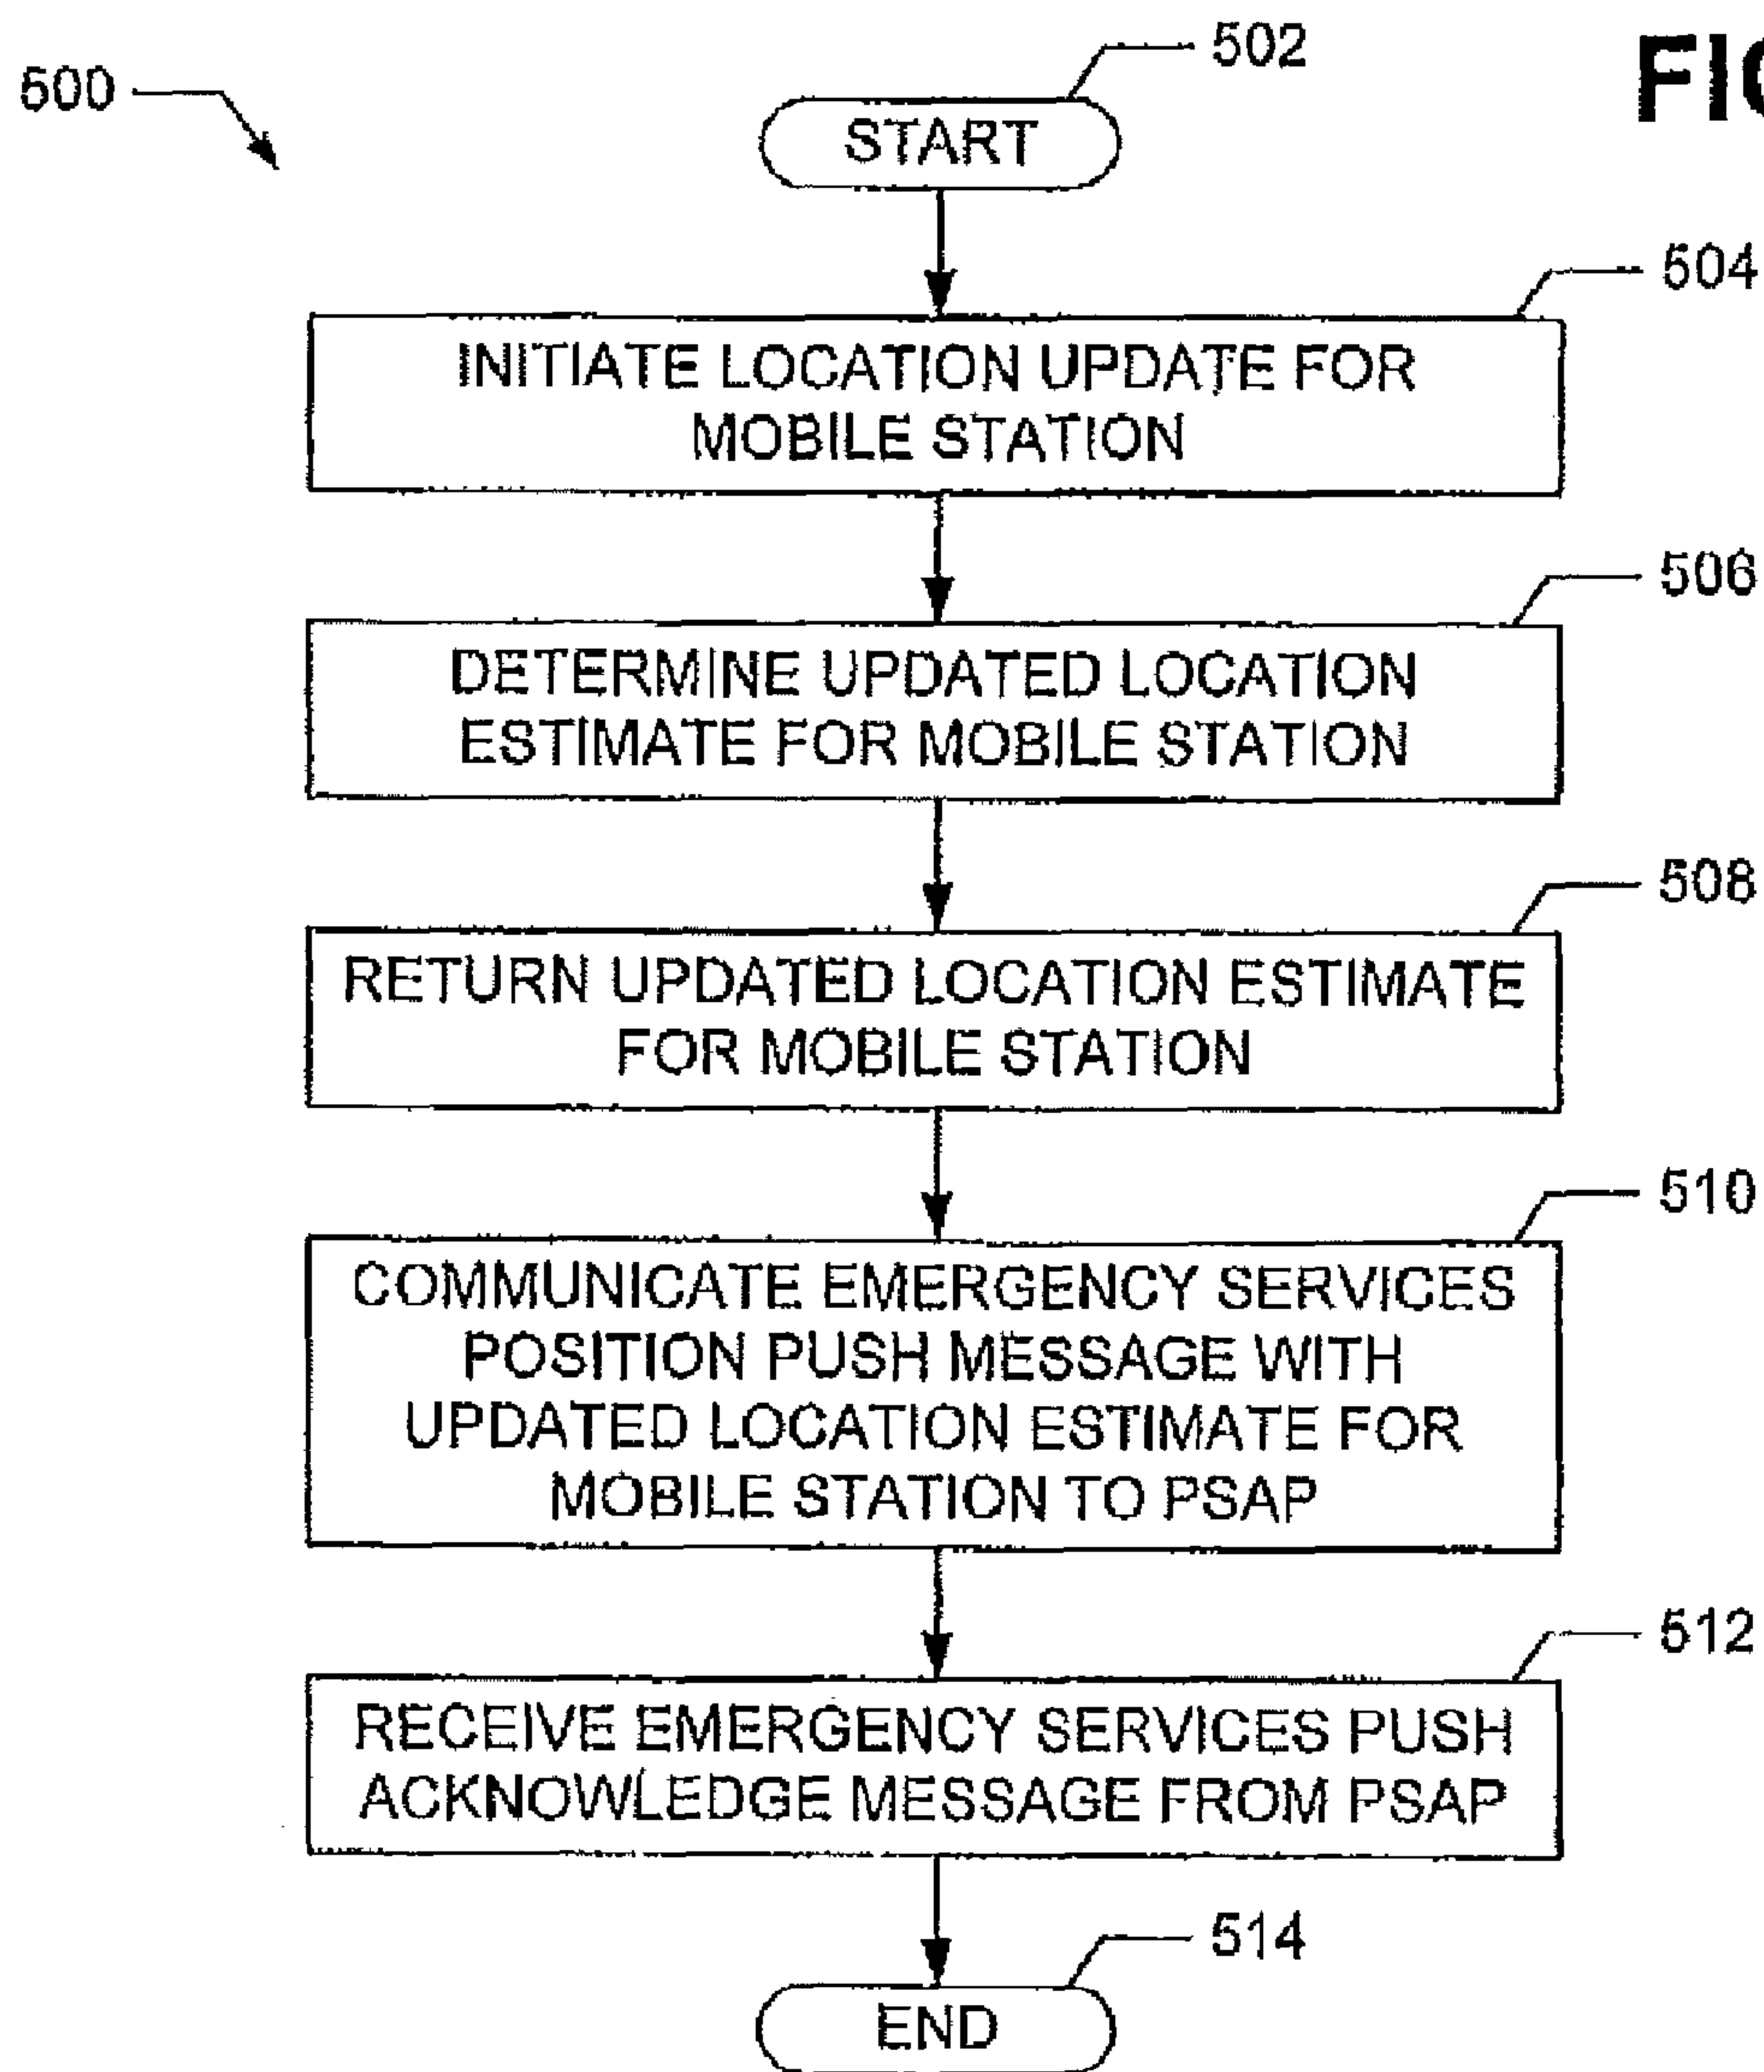 500
502
START
504
INITIATE LOCATION UPDATE FOR
MOBILE STATION
506
DETERMINE UPDATED LOCATION
ESTIMATE FOR MOBILE STATION
508
RETURN UPDATED LOCATION ESTIMATE
FOR MOBILE STATION
510
COMMUNICATE EMERGENCY SERVICES
POSITION PUSH MESSAGE WITH
UPDATED LOCATION ESTIMATE FOR
MOBILE STATION TO PSAP
512
RECEIVE EMERGENCY SERVICES PUSH
ACKNOWLEDGE MESSAGE FROM PSAP
514
END